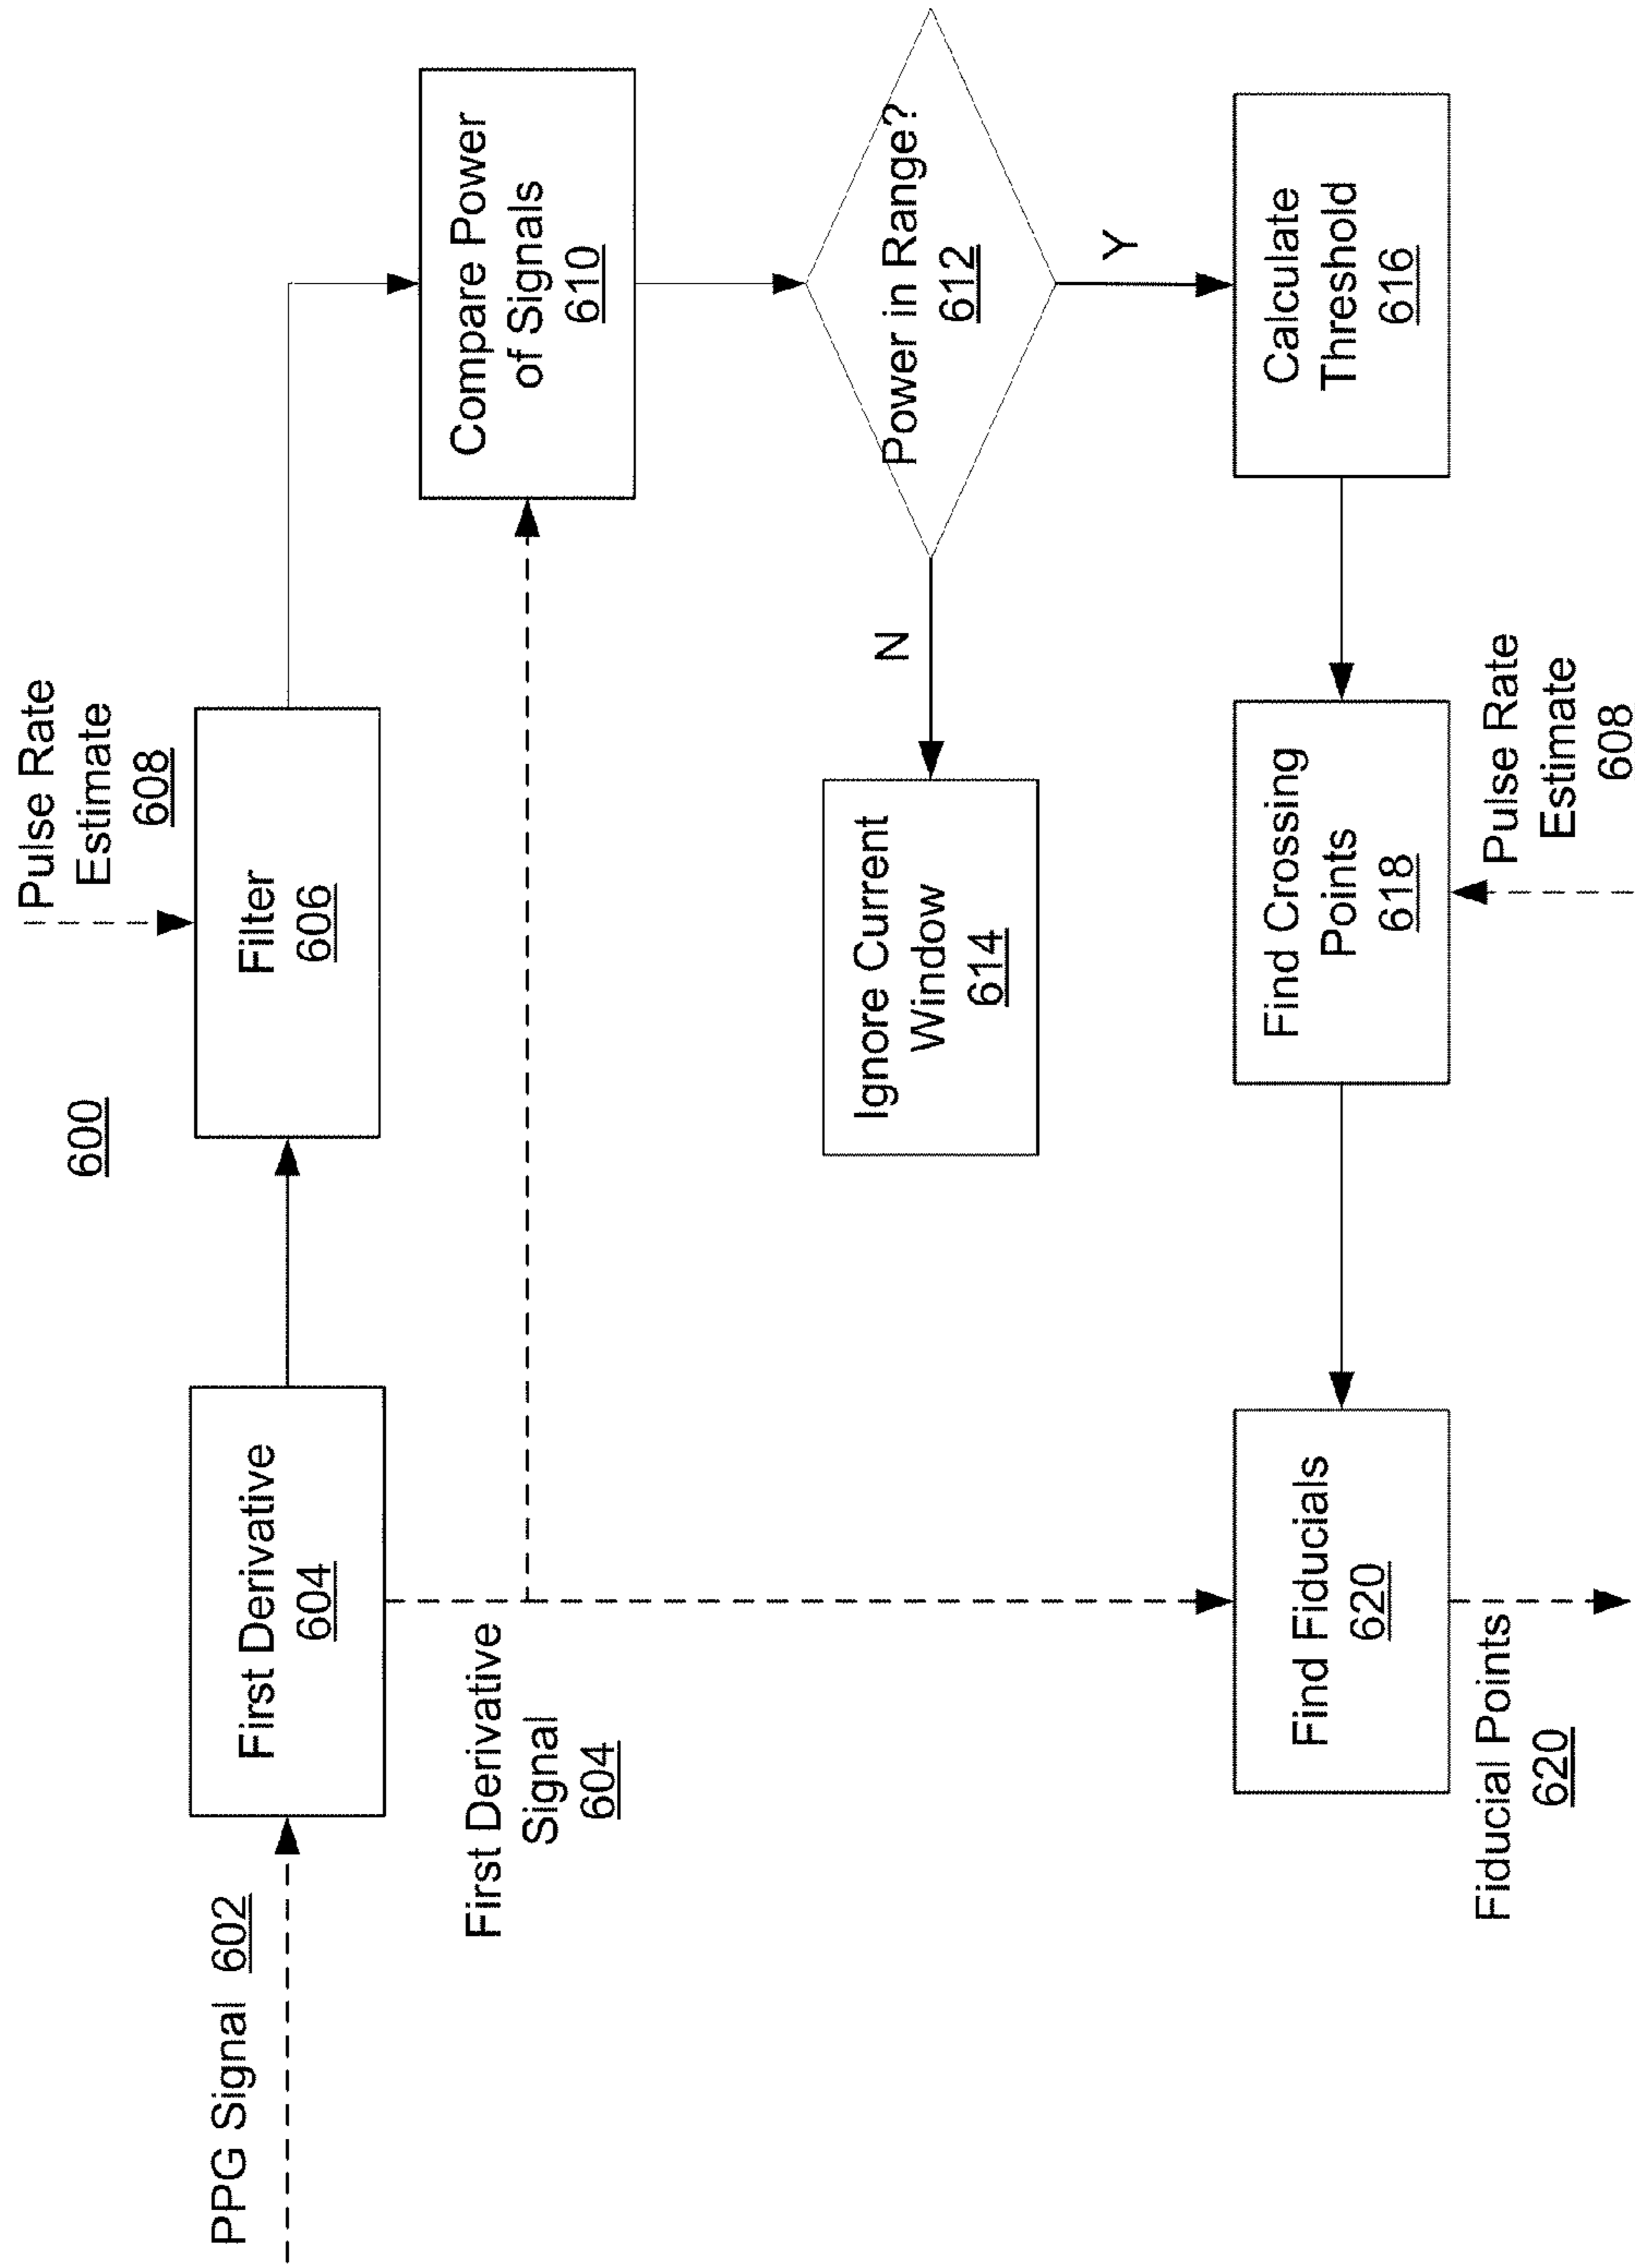 600
Pulse Rate
Estimate
608
PPG Signal 602
First Derivative
604
Filter
606
First Derivative
Signal
604
Compare Power
of Signals
610
Power in Range?
612
N
Y
Ignore Current
Window
614
Calculate
Threshold
616
Find Crossing
Points
618
Pulse Rate
Estimate
608
Find Fiducials
620
Fiducial Points
620